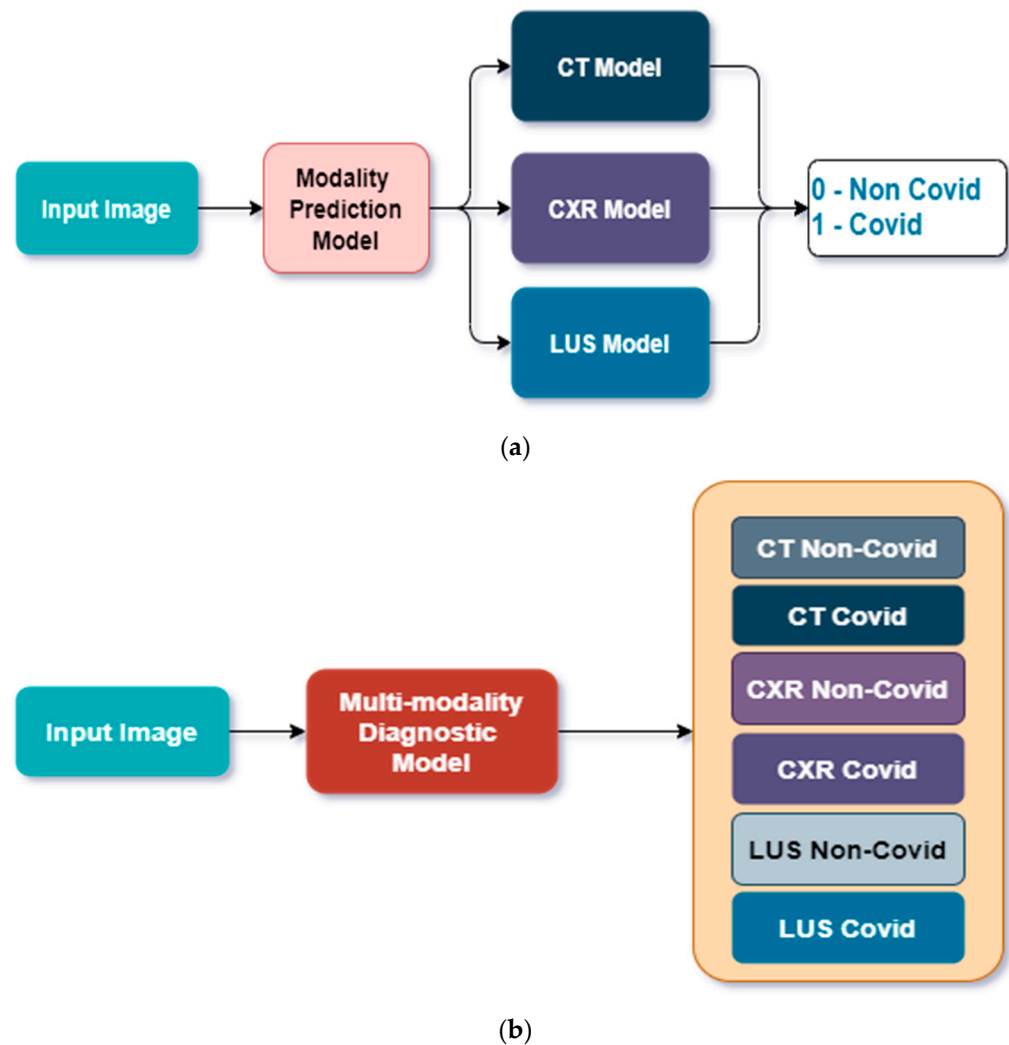 CT Model
Input Image
Modality
Prediction
Model
CXR Model
0 - Non Covid
1 - Covid
LUS Model
(a)
Input Image
Multi-modality
Diagnostic
Model
CT Non-Covid
CT Covid
CXR Non-Covid
CXR Covid
LUS Non-Covid
LUS Covid
(b)